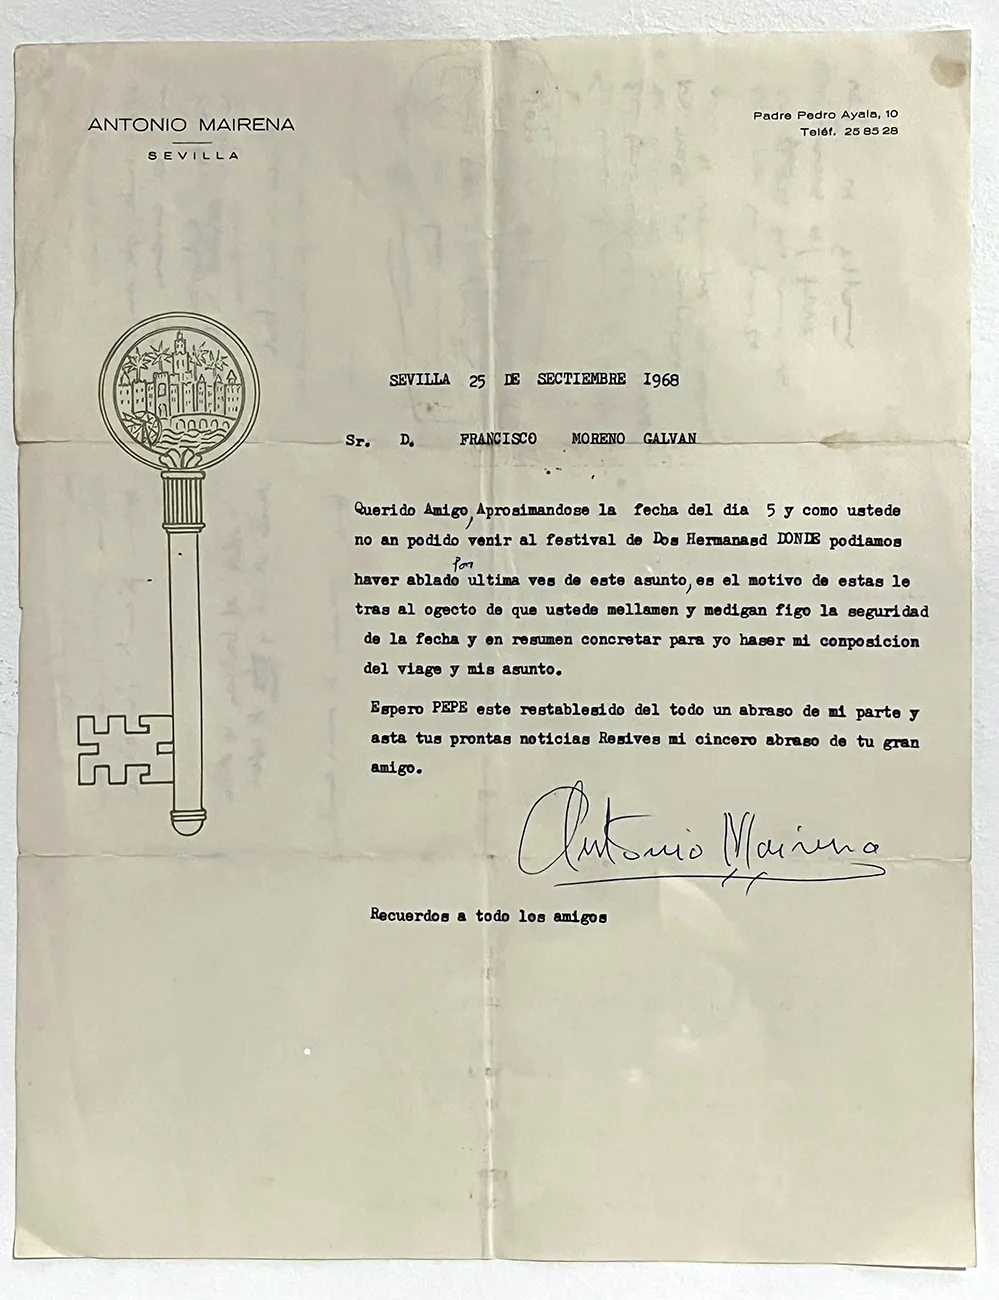 ANTONIO MAIRENA
SEVILLA
Padre Pedro Ayala, 10
Teléf. 25 85 28
SEVILLA 25 DE SECTIEMBRE 1968
Sr. D. FRANCISCO MORENO GALVAN
Querido Amigo, Aprosimandose la fecha del dia 5 y como ustede
no an podido venir al festival de Dos Hermanasd DONDE podiamos
haver ablado por ultima ves de este asunto, es el motivo de estas le
tras al ogecto de que ustede mellamen y medigan figo la seguridad
de la fecha y en resumen concretar para yo haser mi conposicion
del viage y mis asunto.
Espero PEPE este restablesido del todo un abraso de mi parte y
asta tus prontas noticias Resives mi cincero abraso de tu gran
amigo.
Antonio Mairena
Recuerdos a todo los amigos